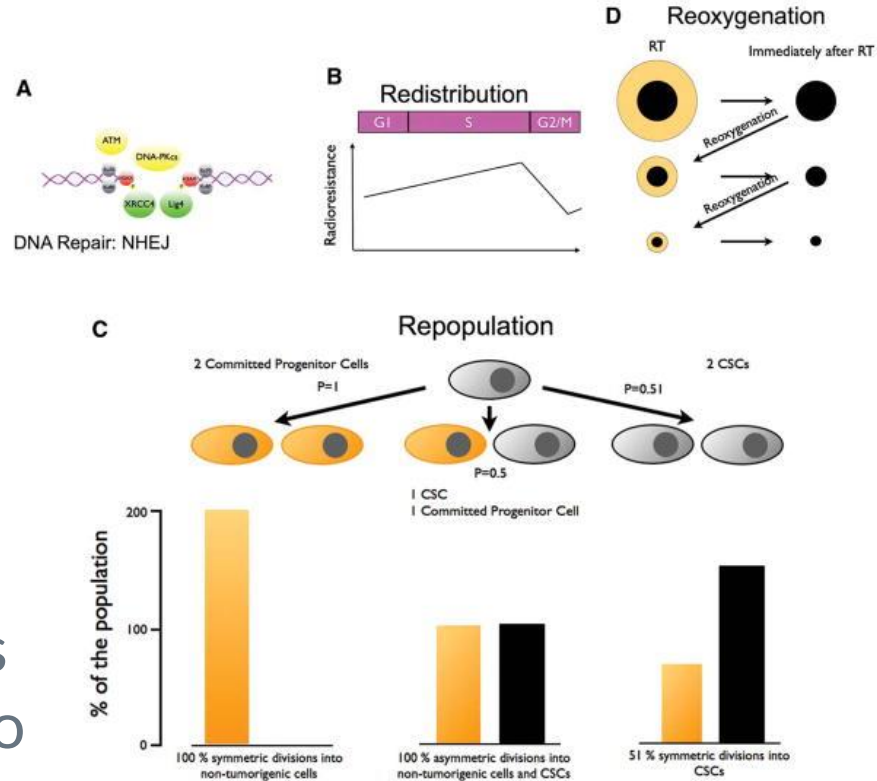 A
ATM
DNA-PKcs
XRCC4
Lig4
DNA Repair: NHEJ
B
Redistribution
G1
S
G2/M
Radioresistance
D
Reoxygenation
RT
Immediately after RT
Reoxygenation
Reoxygenation
C
Repopulation
2 Committed Progenitor Cells
2 CSCs
P=1
P=0.51
P=0.5
1 CSC
1 Committed Progenitor Cell
% of the population
200
100
0
100 % symmetric divisions into
non-tumorigenic cells
100 % asymmetric divisions into
non-tumorigenic cells and CSCs
51 % symmetric divisions into
CSCs
s
o